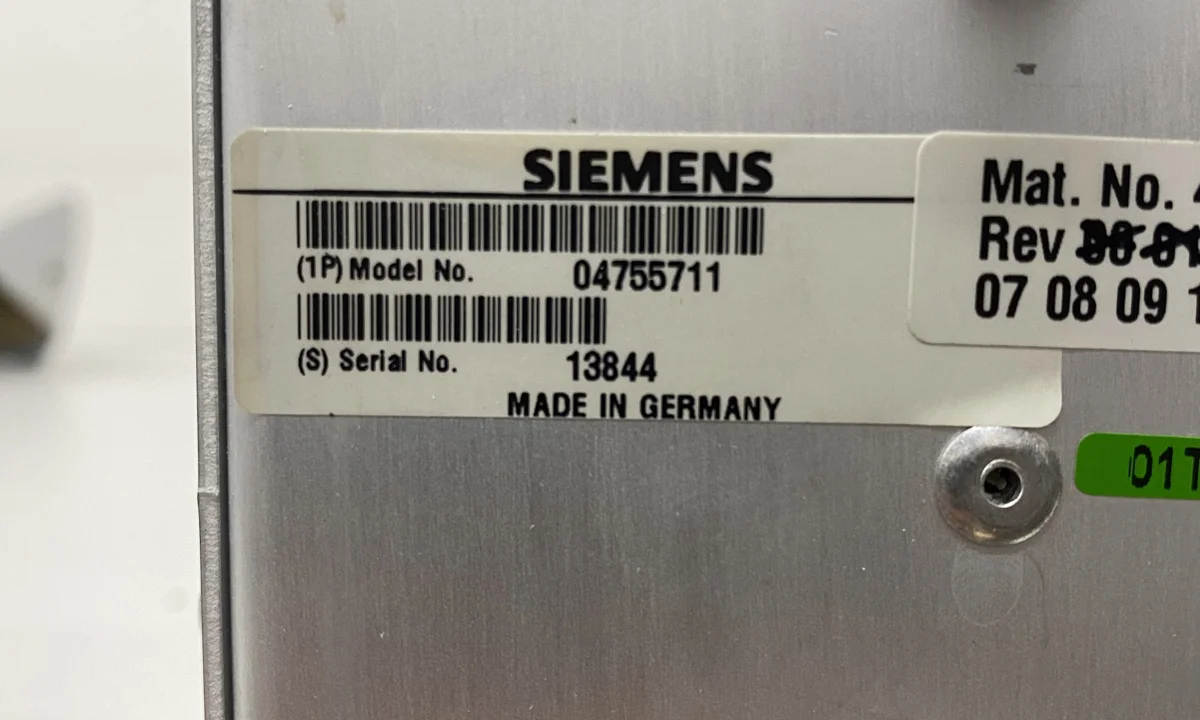 SIEMENS
(1P) Model No. 04755711
(S) Serial No. 13844
MADE IN GERMANY
Mat. No.
Rev
07 08 09
01T